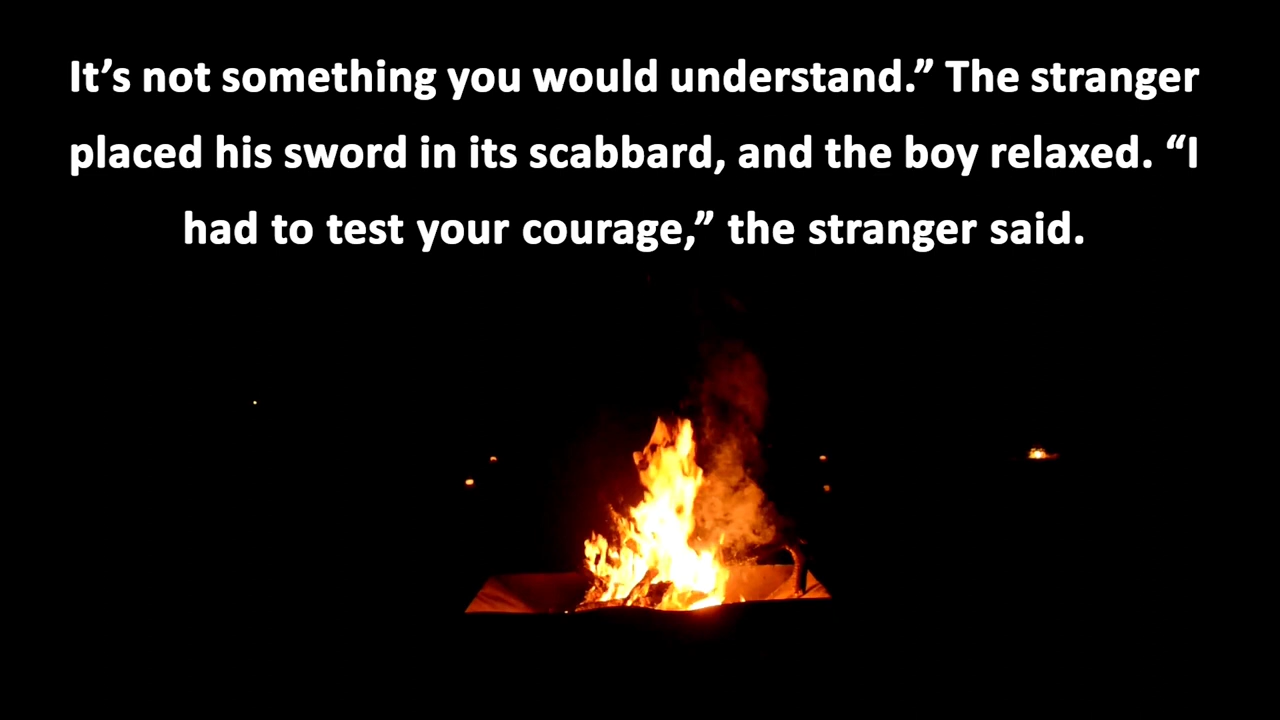 It’s not something you would understand.” The stranger
placed his sword in its scabbard, and the boy relaxed. “I
had to test your courage,” the stranger said.